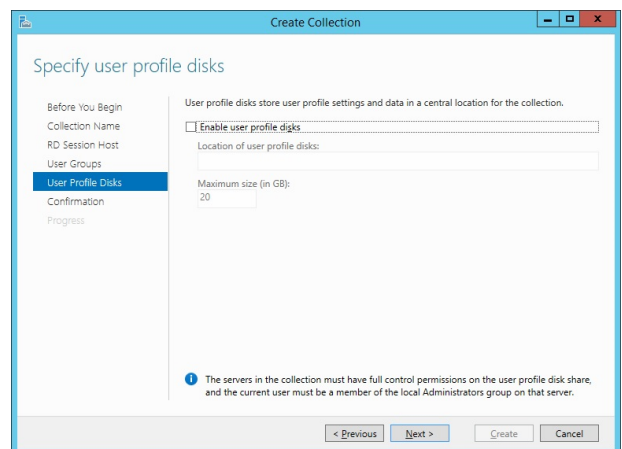 Create Collection
Specify user profile disks
Before You Begin
Collection Name
RD Session Host
User Groups
User Profile Disks
Confirmation
Progress
User profile disks store user profile settings and data in a central location for the collection.
Enable user profile disks
Location of user profile disks:
Maximum size (in GB):
20
The servers in the collection must have full control permissions on the user profile disk share,
and the current user must be a member of the local Administrators group on that server.
< Previous
Next >
Create
Cancel